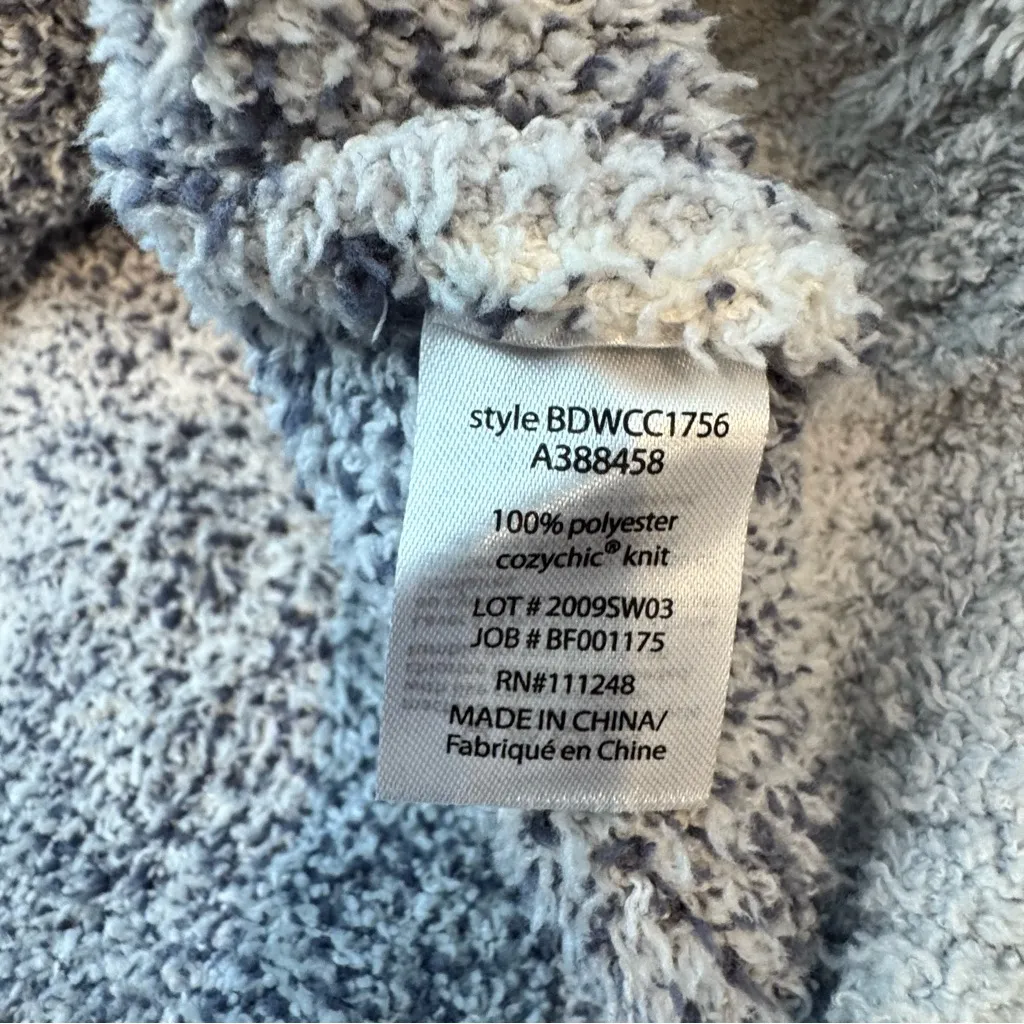 style BDWCC1756
A388458
100% polyester
cozychic® knit
LOT # 2009SW03
JOB # BF001175
RN#111248
MADE IN CHINA/
Fabriqué en Chine